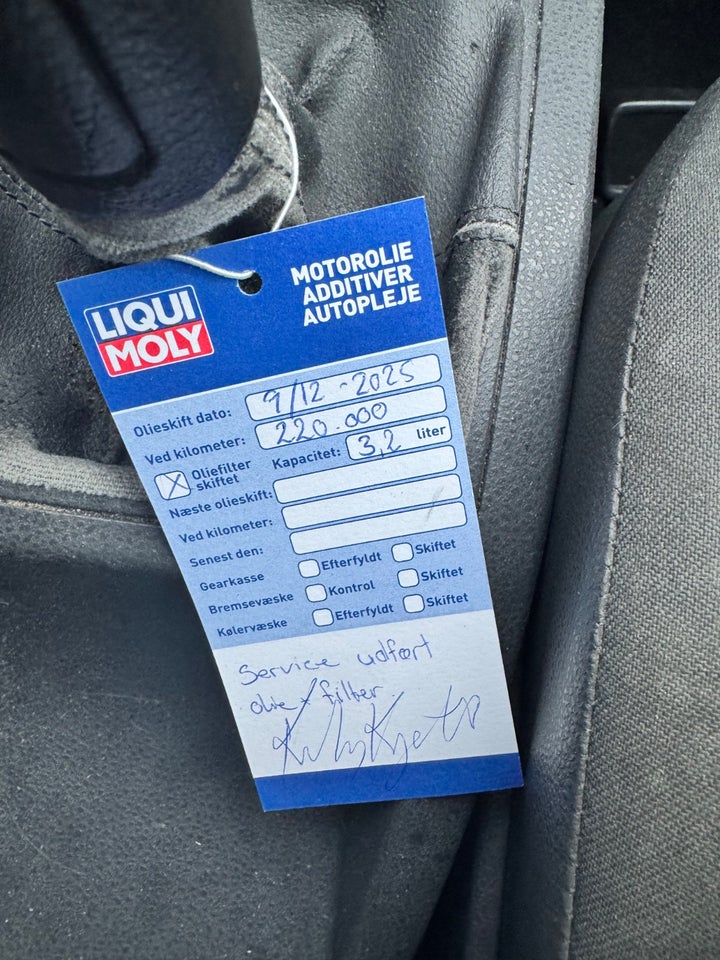 LIQUI
MOLY
MOTOROLIE
ADDITIVER
AUTOPLEJE
Olieskift dato: 9/12-2025
Ved kilometer: 220.000
X Oliefilter skiftet Kapacitet: 3,2 liter
Næste olieskift:
Ved kilometer:
Senest den:
Gearkasse Efterfyldt Skiftet
Bremsevæske Kontrol Skiftet
Kølervæske Efterfyldt Skiftet
Service udført
olie + filter